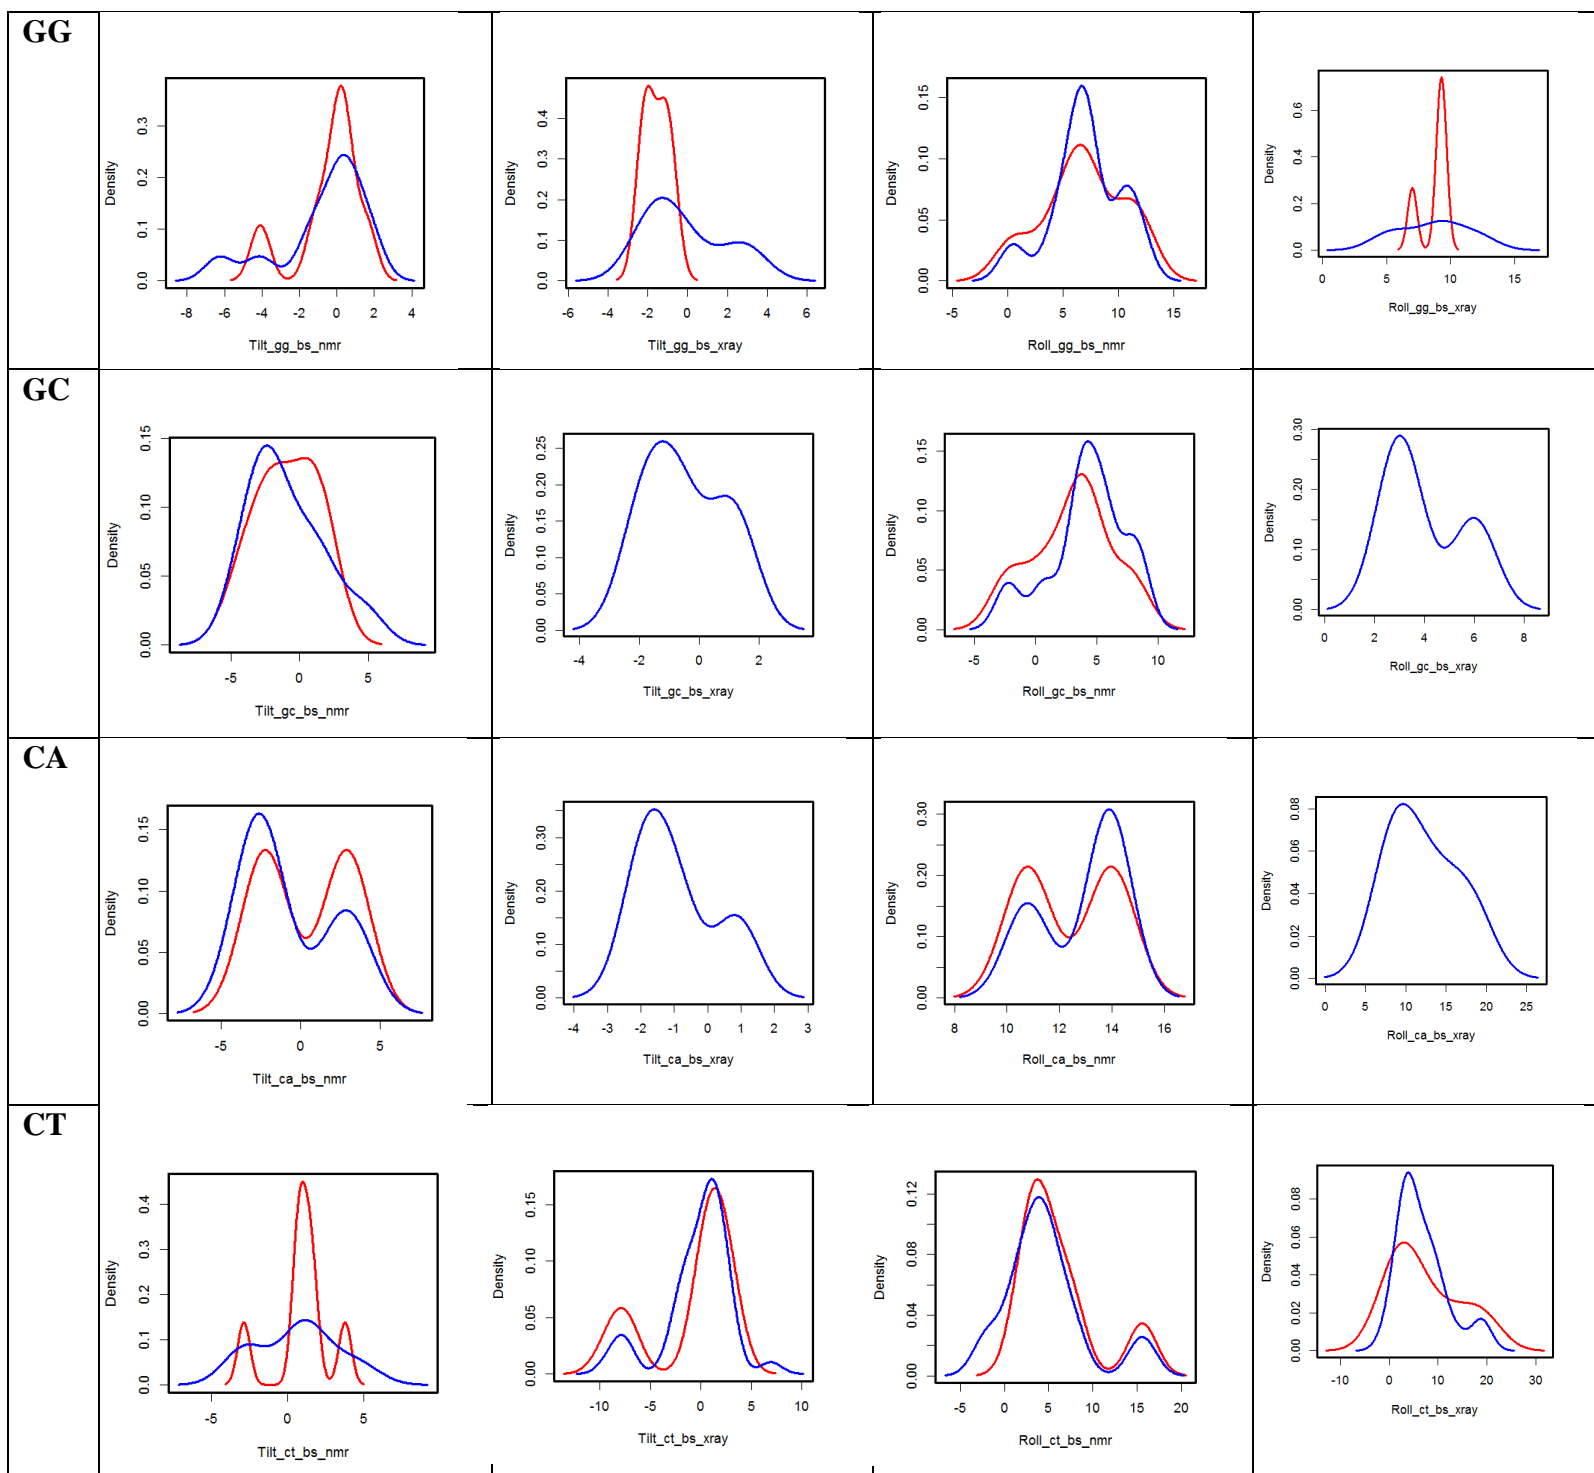 GG
Density
0.0 0.1 0.2 0.3
-8 -6 -4 -2 0 2 4
Tilt_gg_bs_nmr
Density
0.0 0.1 0.2 0.3 0.4
-6 -4 -2 0 2 4 6
Tilt_gg_bs_xray
Density
0.00 0.05 0.10 0.15
-5 0 5 10 15
Roll_gg_bs_nmr
Density
0.0 0.2 0.4 0.6
0 5 10 15
Roll_gg_bs_xray
GC
Density
0.00 0.05 0.10 0.15
-5 0 5
Tilt_gc_bs_nmr
Density
0.00 0.05 0.10 0.15 0.20 0.25
-4 -2 0 2
Tilt_gc_bs_xray
Density
0.00 0.05 0.10 0.15
-5 0 5 10
Roll_gc_bs_nmr
Density
0.00 0.10 0.20 0.30
0 2 4 6 8
Roll_gc_bs_xray
CA
Density
0.00 0.05 0.10 0.15
-5 0 5
Tilt_ca_bs_nmr
Density
0.00 0.10 0.20 0.30
-4 -3 -2 -1 0 1 2 3
Tilt_ca_bs_xray
Density
0.00 0.10 0.20 0.30
8 10 12 14 16
Roll_ca_bs_nmr
Density
0.00 0.02 0.04 0.06 0.08
0 5 10 15 20 25
Roll_ca_bs_xray
CT
Density
0.0 0.1 0.2 0.3 0.4
-5 0 5
Tilt_ct_bs_nmr
Density
0.00 0.05 0.10 0.15
-10 -5 0 5 10
Tilt_ct_bs_xray
Density
0.00 0.04 0.08 0.12
-5 0 5 10 15 20
Roll_ct_bs_nmr
Density
0.00 0.02 0.04 0.06 0.08
-10 0 10 20 30
Roll_ct_bs_xray